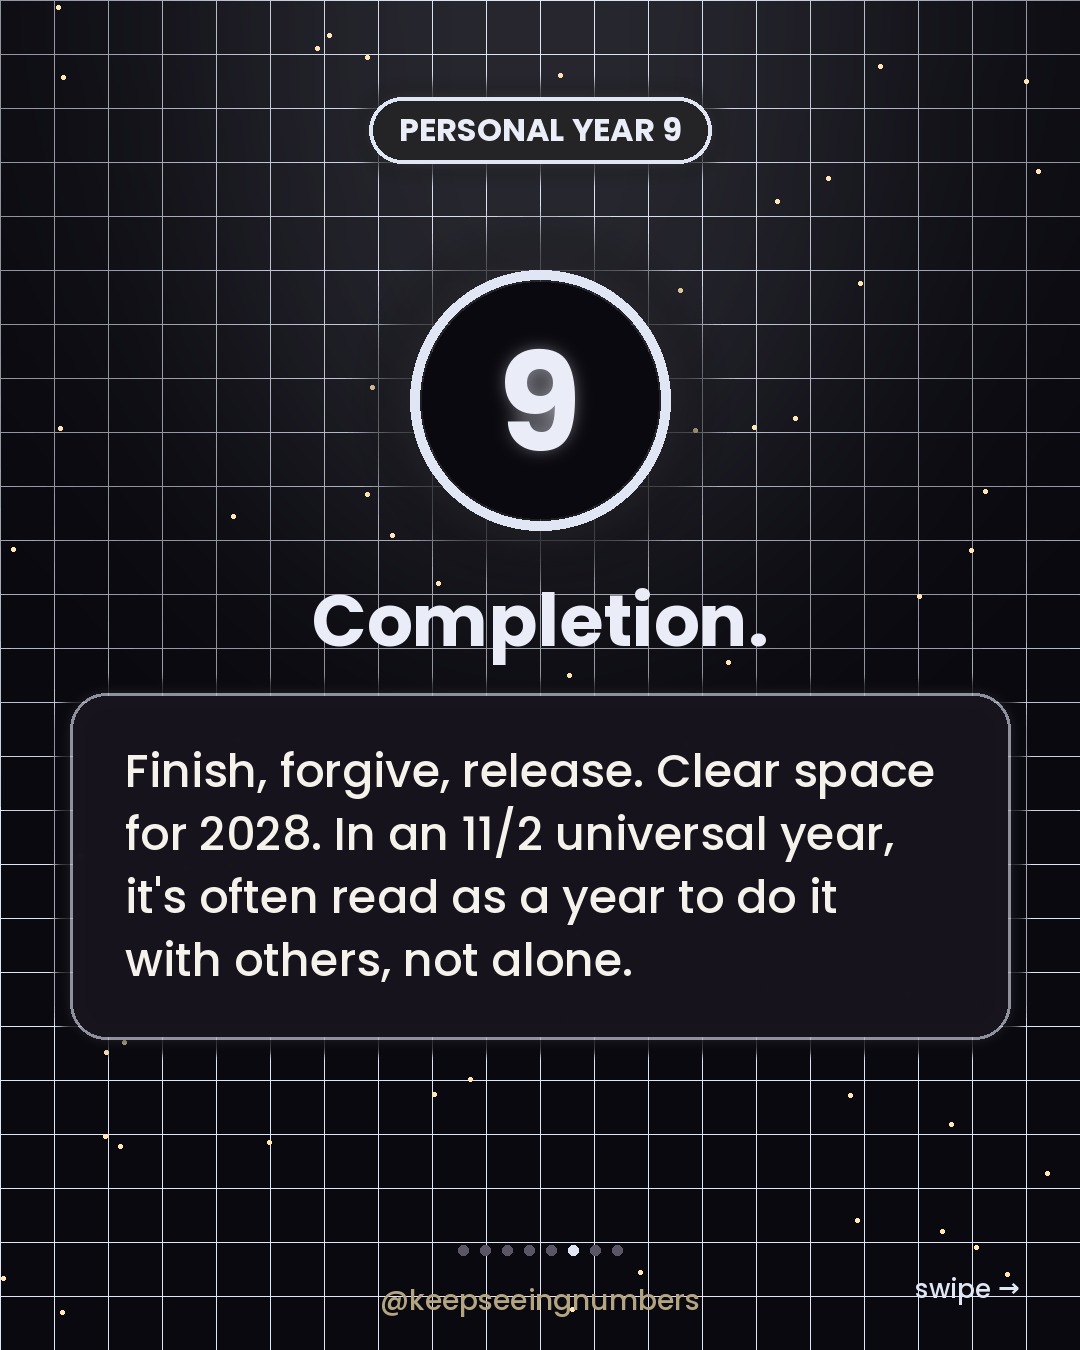 PERSONAL YEAR 9
9
Completion.
Finish, forgive, release. Clear space
for 2028. In an 11/2 universal year,
it's often read as a year to do it
with others, not alone.
@keepseeingnumbers
swipe →